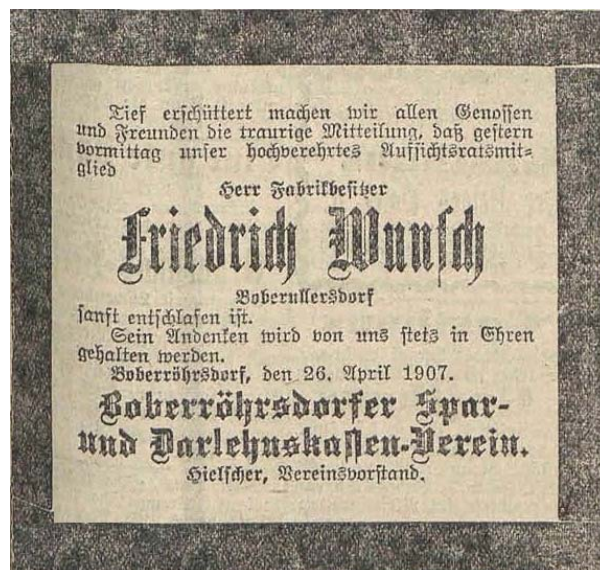 Tief erschüttert machen wir allen Genossen
und Freunden die traurige Mitteilung, daß gestern
vormittag unser hochverehrtes Aufsichtsratsmit-
glied
Herr Fabrikbesitzer
Friedrich Wunsch
Boberullersdorf
sanft entschlafen ist.
Sein Andenken wird von uns stets in Ehren
gehalten werden.
Boberröhrsdorf, den 26. April 1907.
Boberröhrsdorfer Spar-
und Darlehnskassen-Verein.
Hielscher, Vereinsvorstand.